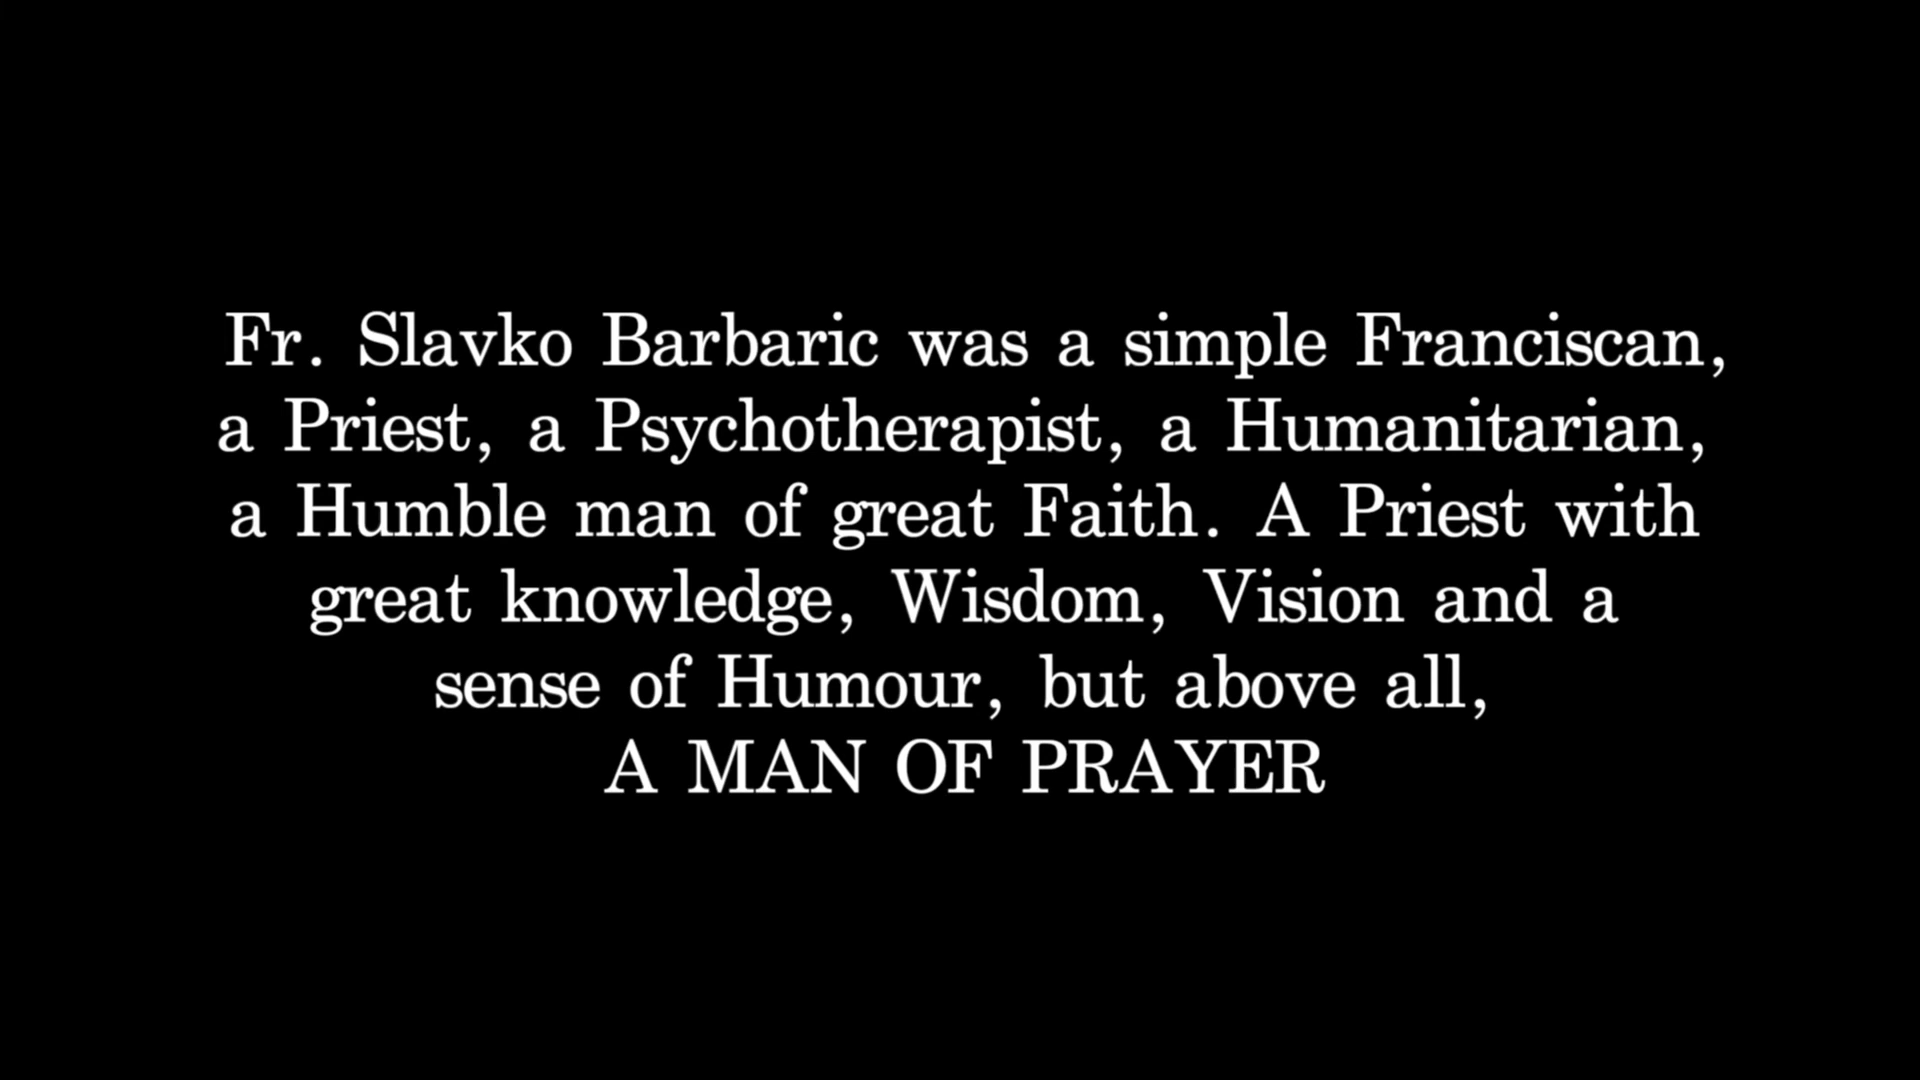 Fr. Slavko Barbaric was a simple Franciscan,
a Priest, a Psychotherapist, a Humanitarian,
a Humble man of great Faith. A Priest with
great knowledge, Wisdom, Vision and a
sense of Humour, but above all,
A MAN OF PRAYER